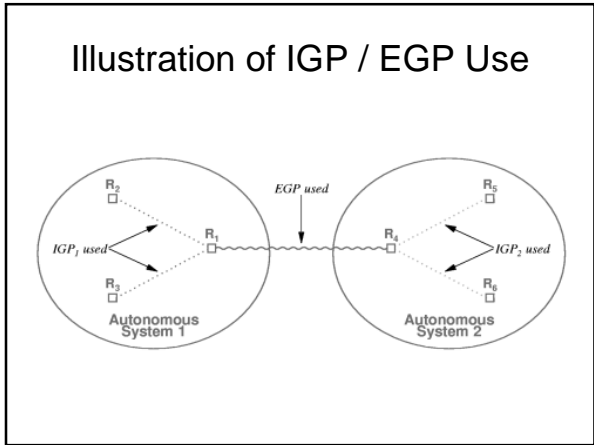 Illustration of IGP / EGP Use
R2
R3
R1
IGP1 used
Autonomous
System 1
EGP used
R4
R5
R6
IGP2 used
Autonomous
System 2